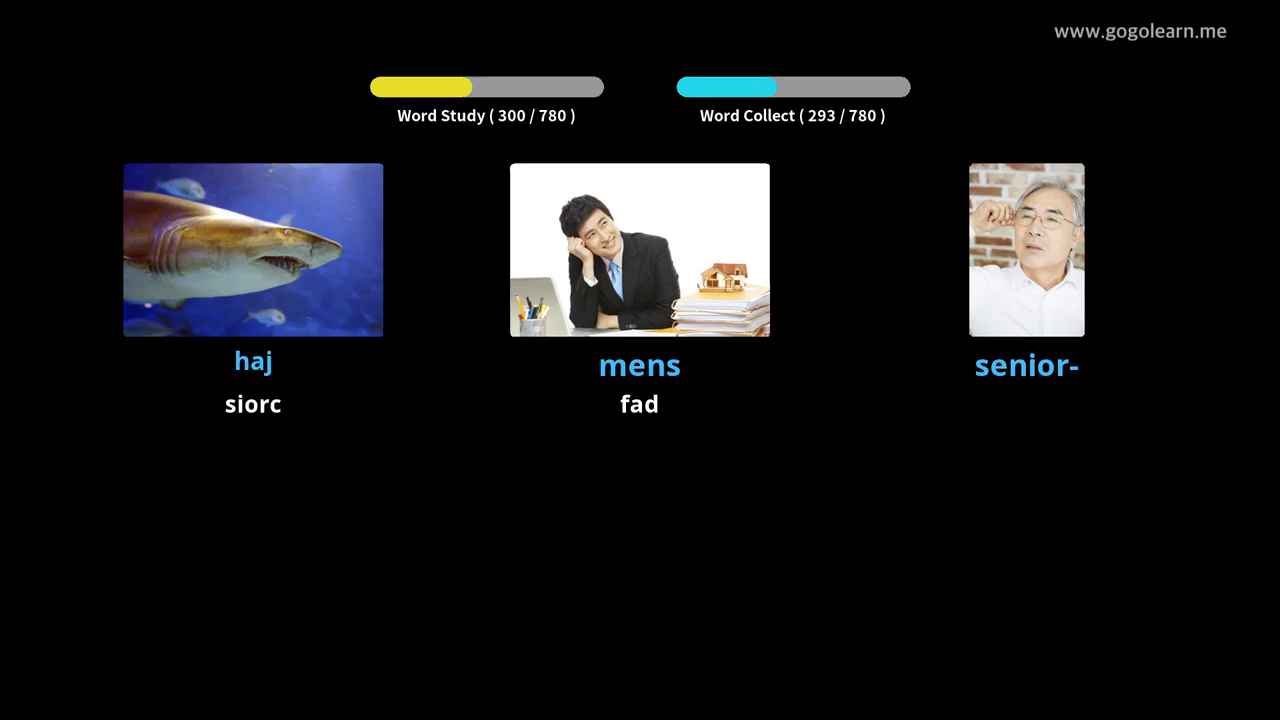 www.gogolearn.me
Word Study ( 300 / 780 )
Word Collect ( 293 / 780 )
haj
siorc
mens
fad
senior-